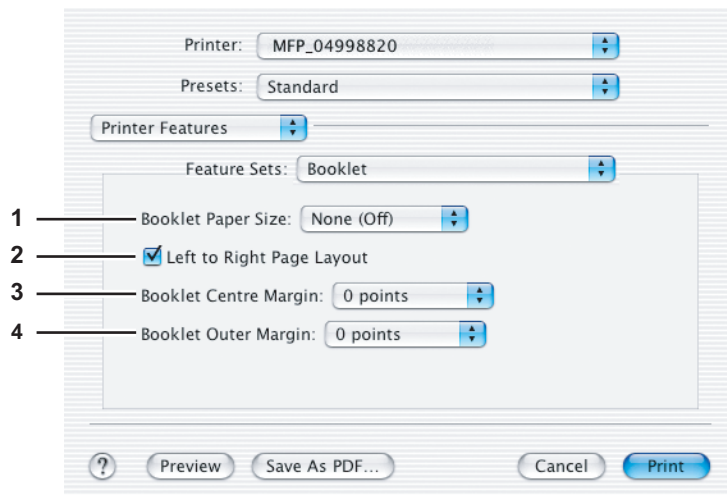 Printer: MFP_04998820
Presets: Standard
Printer Features
Feature Sets: Booklet
1 Booklet Paper Size: None (Off)
2 Left to Right Page Layout
3 Booklet Centre Margin: 0 points
4 Booklet Outer Margin: 0 points
? Preview Save As PDF... Cancel Print